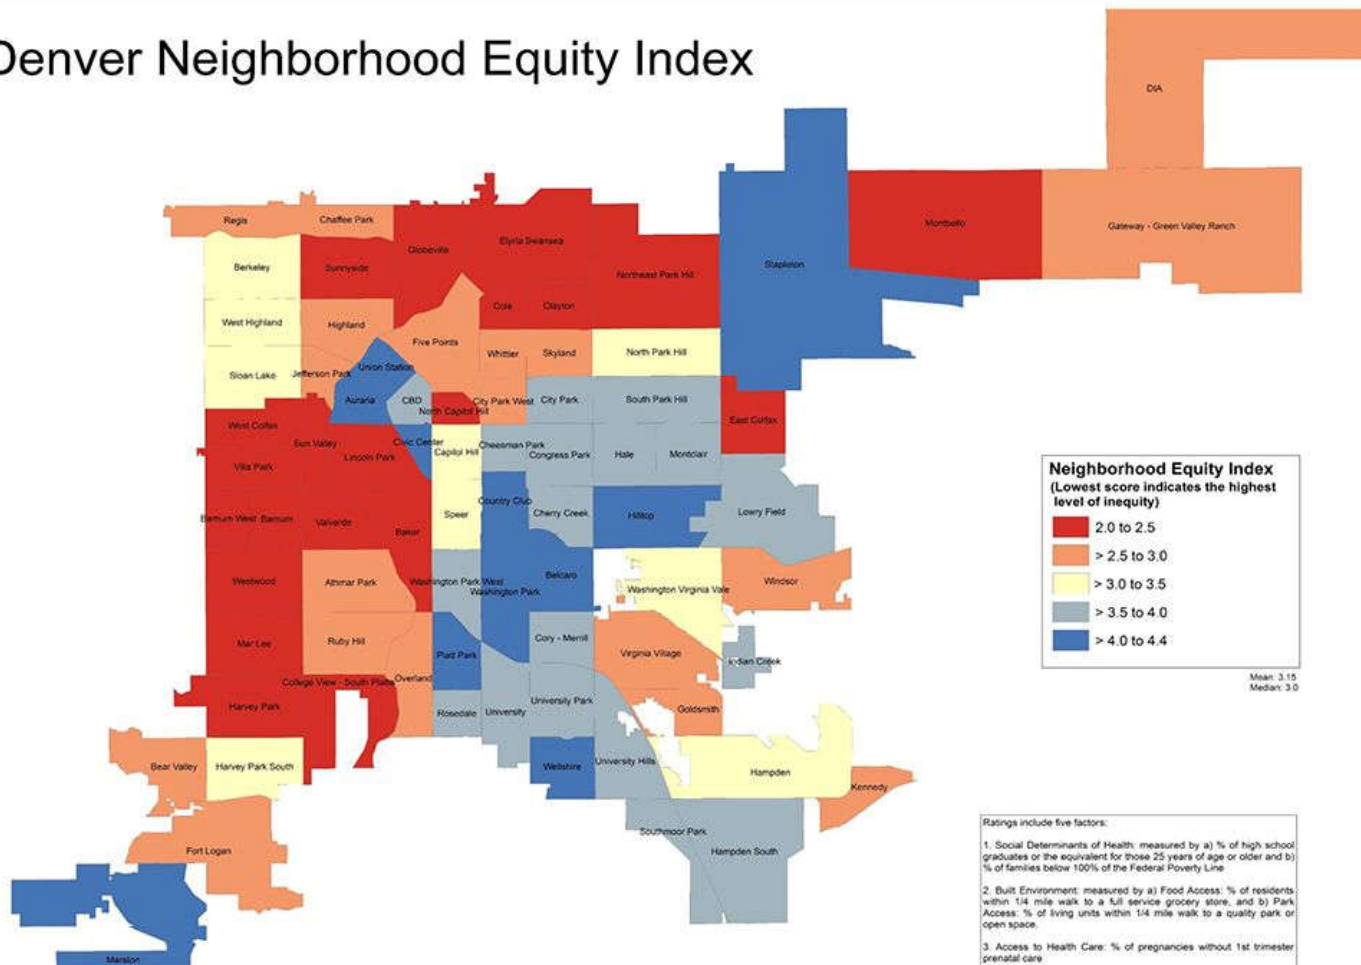 Denver Neighborhood Equity Index
DIA
Regis
Chaffee Park
Globeville
Elyria Swansea
Montbello
Gateway - Green Valley Ranch
Berkeley
Sunnyside
Northeast Park Hill
Stapleton
Cole
Clayton
West Highland
Highland
Five Points
Whittier
Skyland
North Park Hill
Sloan Lake
Jefferson Park
Union Station
Auraria
CBD
North Capitol Hill
City Park West
City Park
South Park Hill
East Colfax
West Colfax
Sun Valley
Lincoln Park
Civic Center
Capitol Hill
Cheesman Park
Congress Park
Hale
Montclair
Villa Park
Barnum West
Barnum
Valverde
Baker
Speer
Country Club
Cherry Creek
Hilltop
Lowry Field
Neighborhood Equity Index
(Lowest score indicates the highest
level of inequity)
2.0 to 2.5
> 2.5 to 3.0
> 3.0 to 3.5
> 3.5 to 4.0
> 4.0 to 4.4
Mean: 3.15
Median: 3.0
Westwood
Athmar Park
Washington Park West
Washington Park
Belcaro
Washington Virginia Vale
Windsor
Mar Lee
Ruby Hill
Platt Park
Cory - Merrill
Virginia Village
Indian Creek
College View - South Platte
Overland
Harvey Park
Rosedale
University
University Park
Goldsmith
Bear Valley
Harvey Park South
Wellshire
University Hills
Hampden
Kennedy
Fort Logan
Southmoor Park
Hampden South
Marston
Ratings include five factors:
1. Social Determinants of Health: measured by a) % of high school
graduates or the equivalent for those 25 years of age or older and b)
% of families below 100% of the Federal Poverty Line
2. Built Environment: measured by a) Food Access: % of residents
within 1/4 mile walk to a full service grocery store, and b) Park
Access: % of living units within 1/4 mile walk to a quality park or
open space.
3. Access to Health Care: % of pregnancies without 1st trimester
prenatal care